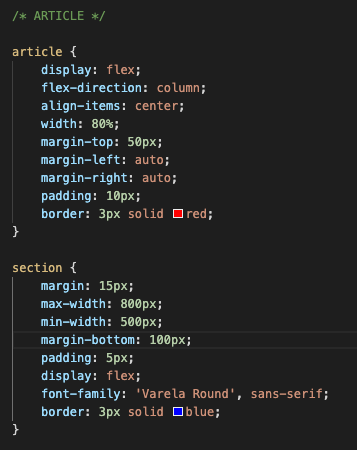 /* ARTICLE */
article {
display: flex;
flex-direction: column;
align-items: center;
width: 80%;
margin-top: 50px;
margin-left: auto;
margin-right: auto;
padding: 10px;
border: 3px solid red;
}
section {
margin: 15px;
max-width: 800px;
min-width: 500px;
margin-bottom: 100px;
padding: 5px;
display: flex;
font-family: 'Varela Round', sans-serif;
border: 3px solid blue;
}